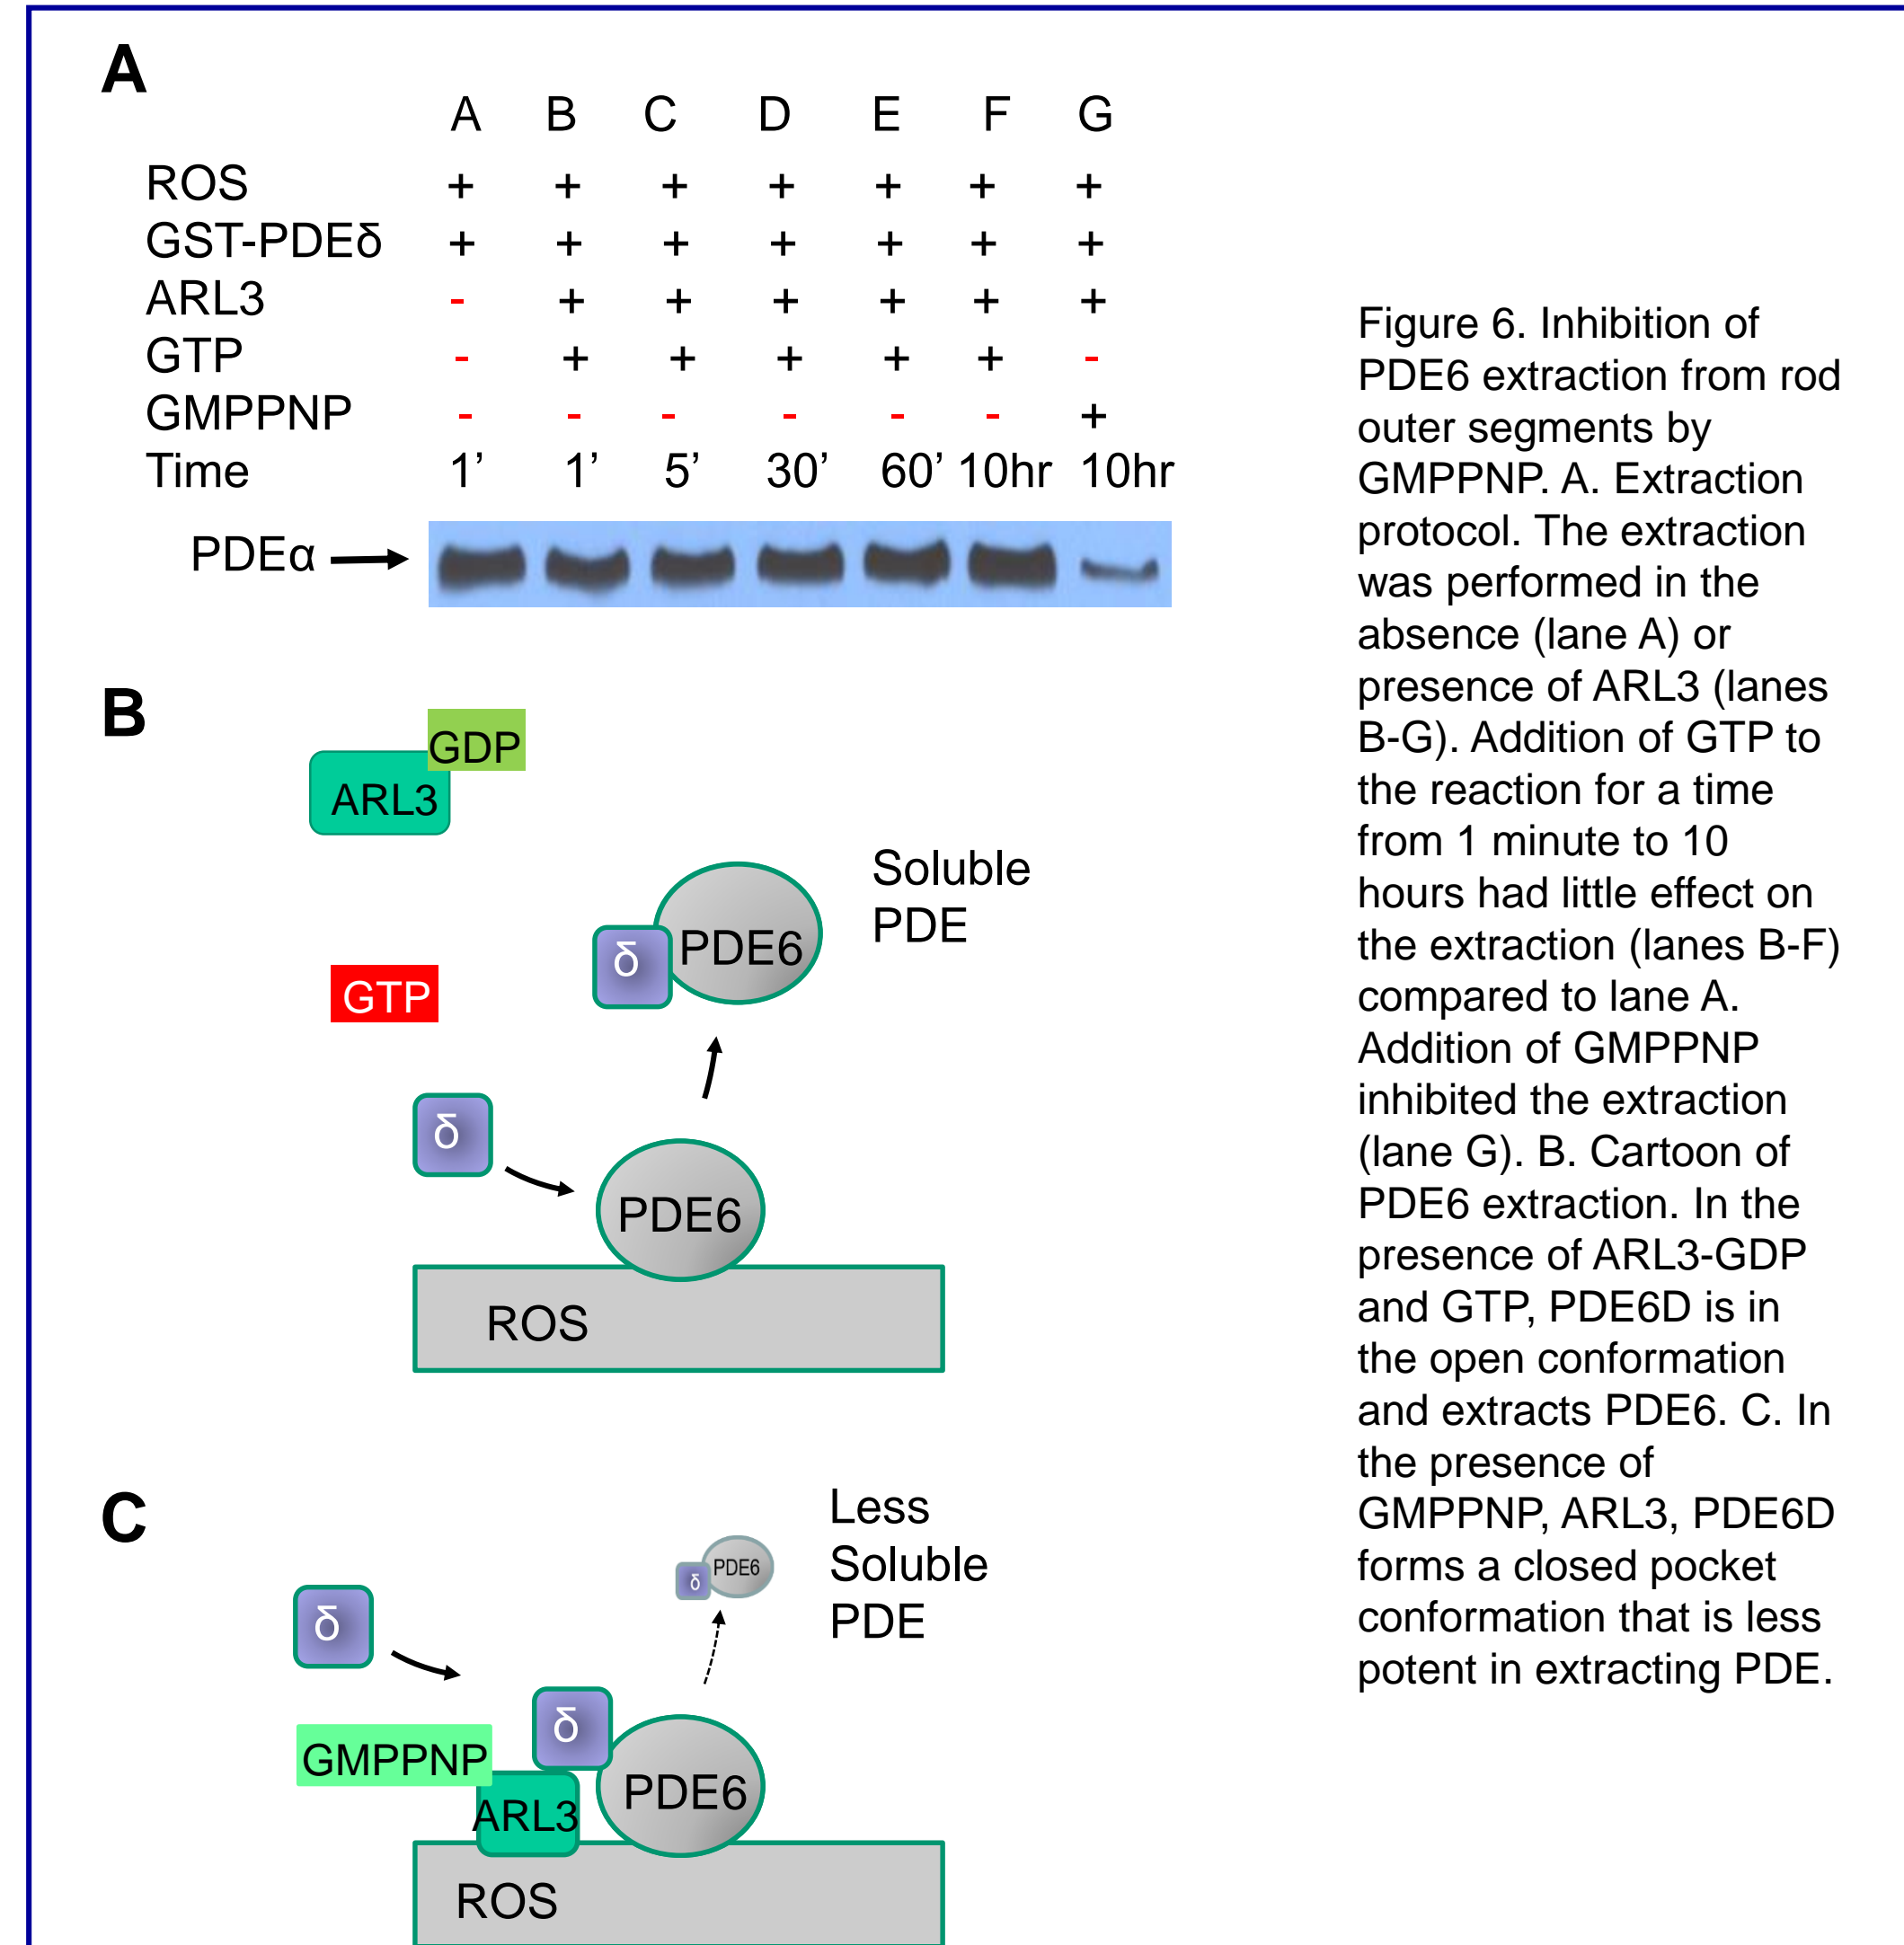 A
A B C D E F G
ROS + + + + + + +
GST-PDEδ + + + + + + +
ARL3 - + + + + + +
GTP - + + + + + -
GMPPNP - - - - - - +
Time 1’ 1’ 5’ 30’ 60’ 10hr 10hr
PDEα
B
GDP
ARL3
Soluble
PDE
δ PDE6
GTP
δ
PDE6
ROS
C
Less
Soluble
PDE
δ PDE6
δ
δ
GMPPNP
ARL3
PDE6
ROS
Figure 6. Inhibition of
PDE6 extraction from rod
outer segments by
GMPPNP. A. Extraction
protocol. The extraction
was performed in the
absence (lane A) or
presence of ARL3 (lanes
B-G). Addition of GTP to
the reaction for a time
from 1 minute to 10
hours had little effect on
the extraction (lanes B-F)
compared to lane A.
Addition of GMPPNP
inhibited the extraction
(lane G). B. Cartoon of
PDE6 extraction. In the
presence of ARL3-GDP
and GTP, PDE6D is in
the open conformation
and extracts PDE6. C. In
the presence of
GMPPNP, ARL3, PDE6D
forms a closed pocket
conformation that is less
potent in extracting PDE.